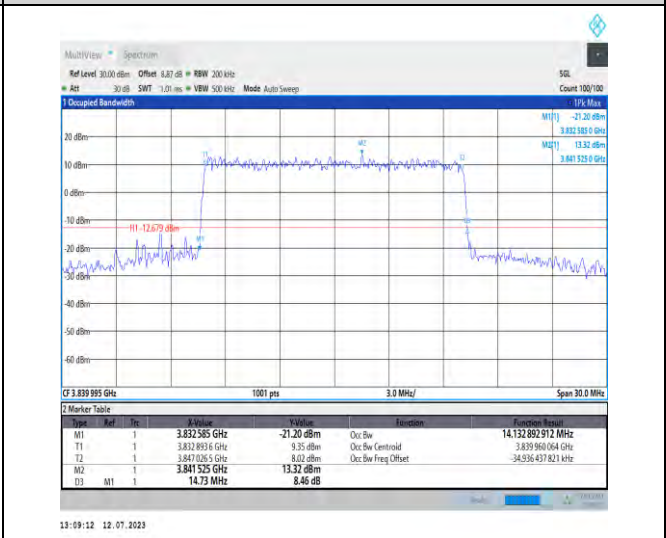 MultiView Spectrum
Ref Level 30.00 dBm Offset 8.87 dB RBW 200 kHz SGL
Att 30 dB SWT 1.01 ms VBW 500 kHz Mode Auto Sweep Count 100/100
1 Occupied Bandwidth 1Pk Max
M1[1] -21.20 dBm
3.832 585 0 GHz
M2[1] 13.32 dBm
3.841 525 0 GHz
20 dBm
M2
T1
T2
10 dBm
0 dBm
-10 dBm
H1 -12.679 dBm
M1
-20 dBm
-30 dBm
-40 dBm
-50 dBm
-60 dBm
CF 3.839 995 GHz 1001 pts 3.0 MHz/ Span 30.0 MHz
2 Marker Table
Type Ref Trc X-Value Y-Value Function Function Result
M1 1 3.832 585 GHz -21.20 dBm Occ Bw 14.132 892 912 MHz
T1 1 3.832 893 6 GHz 9.35 dBm Occ Bw Centroid 3.839 960 064 GHz
T2 1 3.847 026 5 GHz 8.02 dBm Occ Bw Freq Offset -34.936 437 821 kHz
M2 1 3.841 525 GHz 13.32 dBm
D3 M1 1 14.73 MHz 8.46 dB
13:09:12 12.07.2023